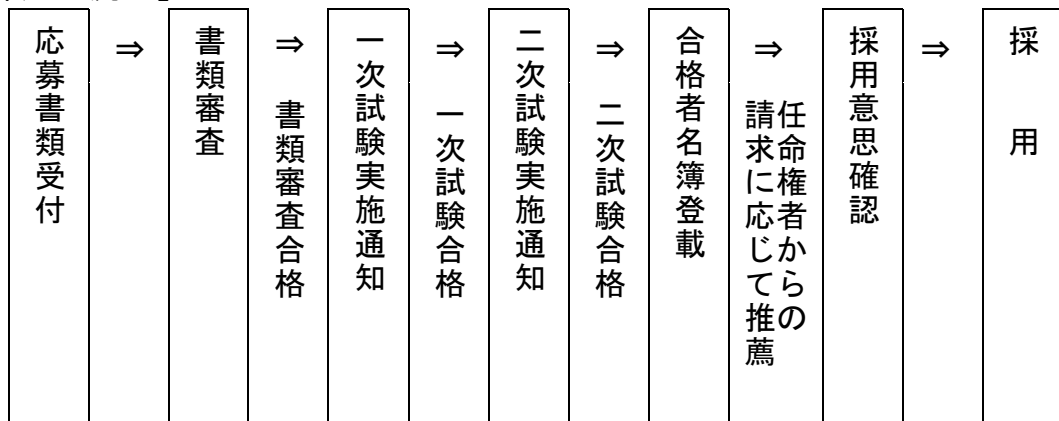 応募書類受付
⇒
書類審査
⇒
書類審査合格
一次試験実施通知
⇒
一次試験合格
二次試験実施通知
⇒
二次試験合格
合格者名簿登載
⇒
任命権者からの
請求に応じて推薦
採用意思確認
⇒
採用